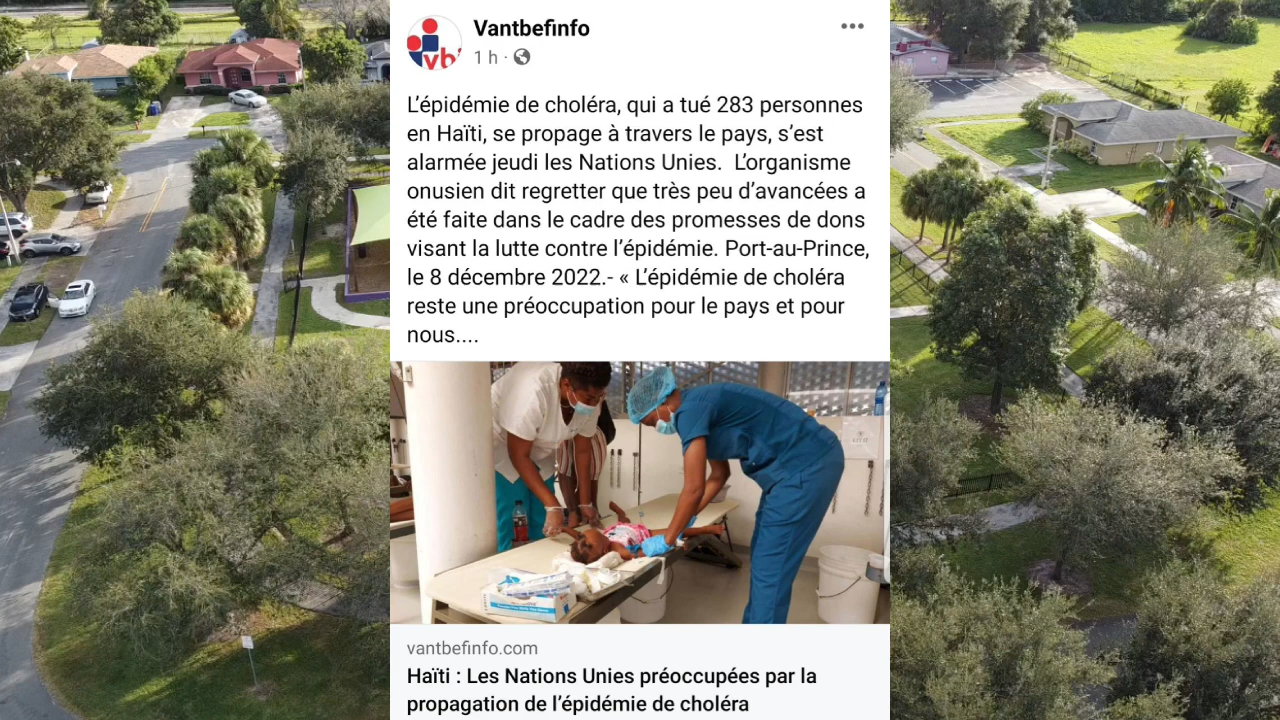 Vantbefinfo
1 h ·
vb
L'épidémie de choléra, qui a tué 283 personnes
en Haïti, se propage à travers le pays, s'est
alarmée jeudi les Nations Unies.  L'organisme
onusien dit regretter que très peu d'avancées a
été faite dans le cadre des promesses de dons
visant la lutte contre l'épidémie. Port-au-Prince,
le 8 décembre 2022.- « L'épidémie de choléra
reste une préoccupation pour le pays et pour
nous....
vantbefinfo.com
Haïti : Les Nations Unies préoccupées par la
propagation de l'épidémie de choléra